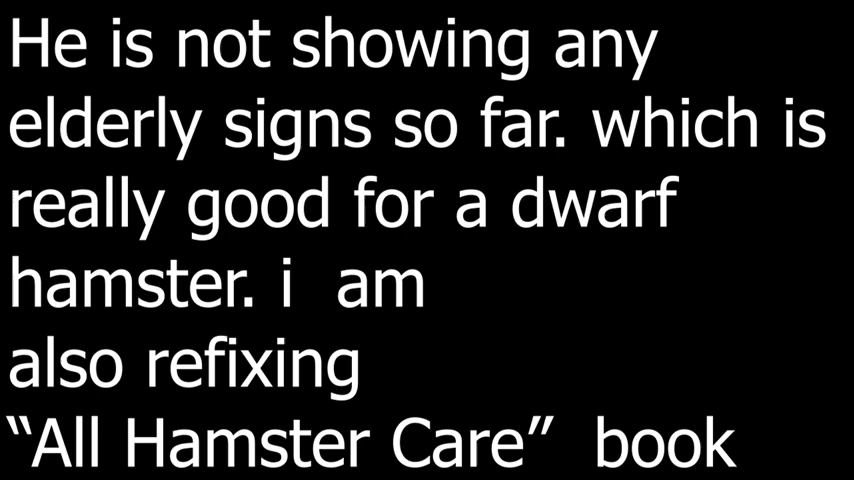 He is not showing any
elderly signs so far. which is
really good for a dwarf
hamster. i  am
also refixing
“All Hamster Care”  book